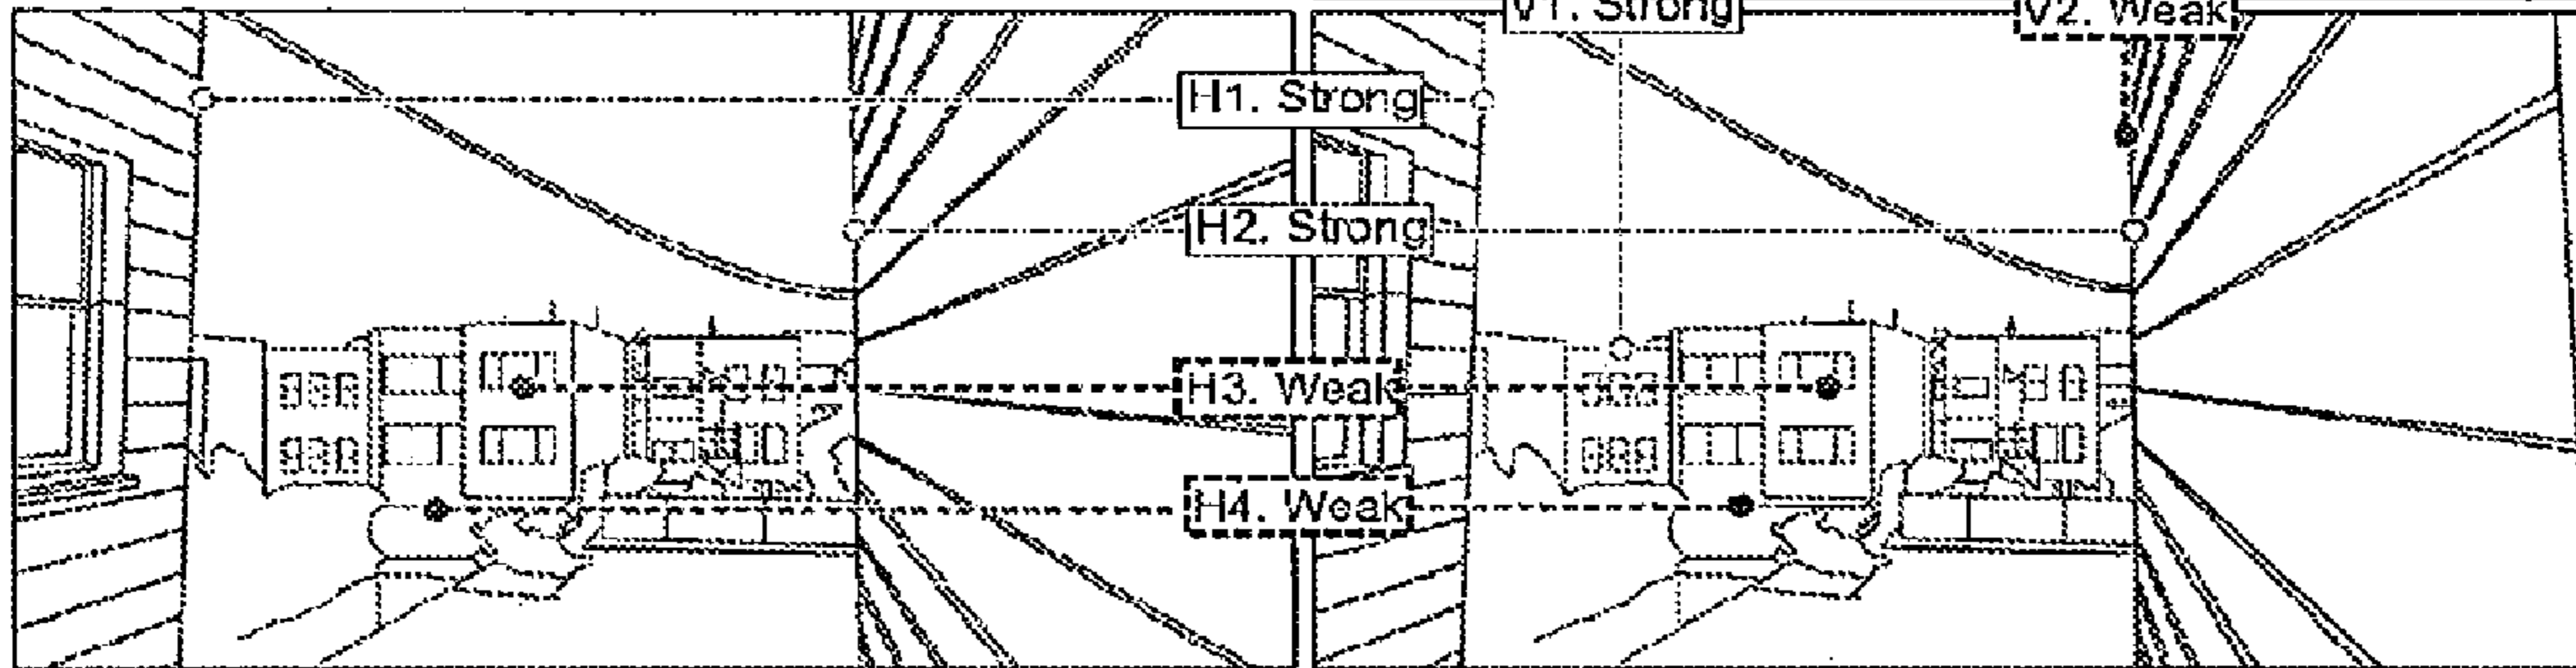 V1. Strong
V2. Weak
H1. Strong
H2. Strong
H3. Weak
H4. Weak